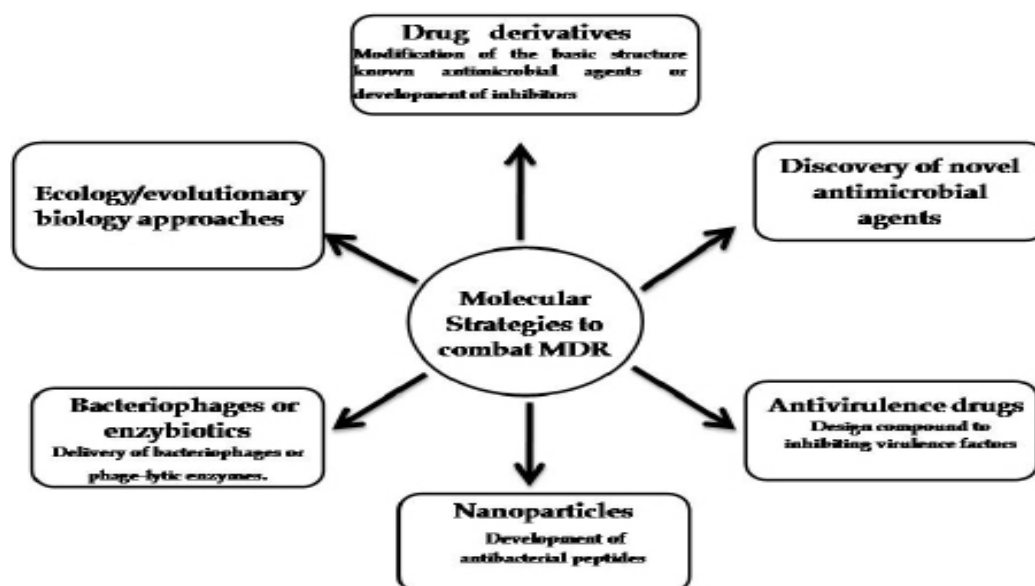 Drug derivatives
Modification of the basic structure
known antimicrobial agents or
development of inhibitors
Ecology/evolutionary
biology approaches
Discovery of novel
antimicrobial
agents
Molecular
Strategies to
combat MDR
Bacteriophages or
enzybiotics
Delivery of bacteriophages or
phage-lytic enzymes.
Antivirulence drugs
Design compound to
inhibiting virulence factors
Nanoparticles
Development of
antibacterial peptides